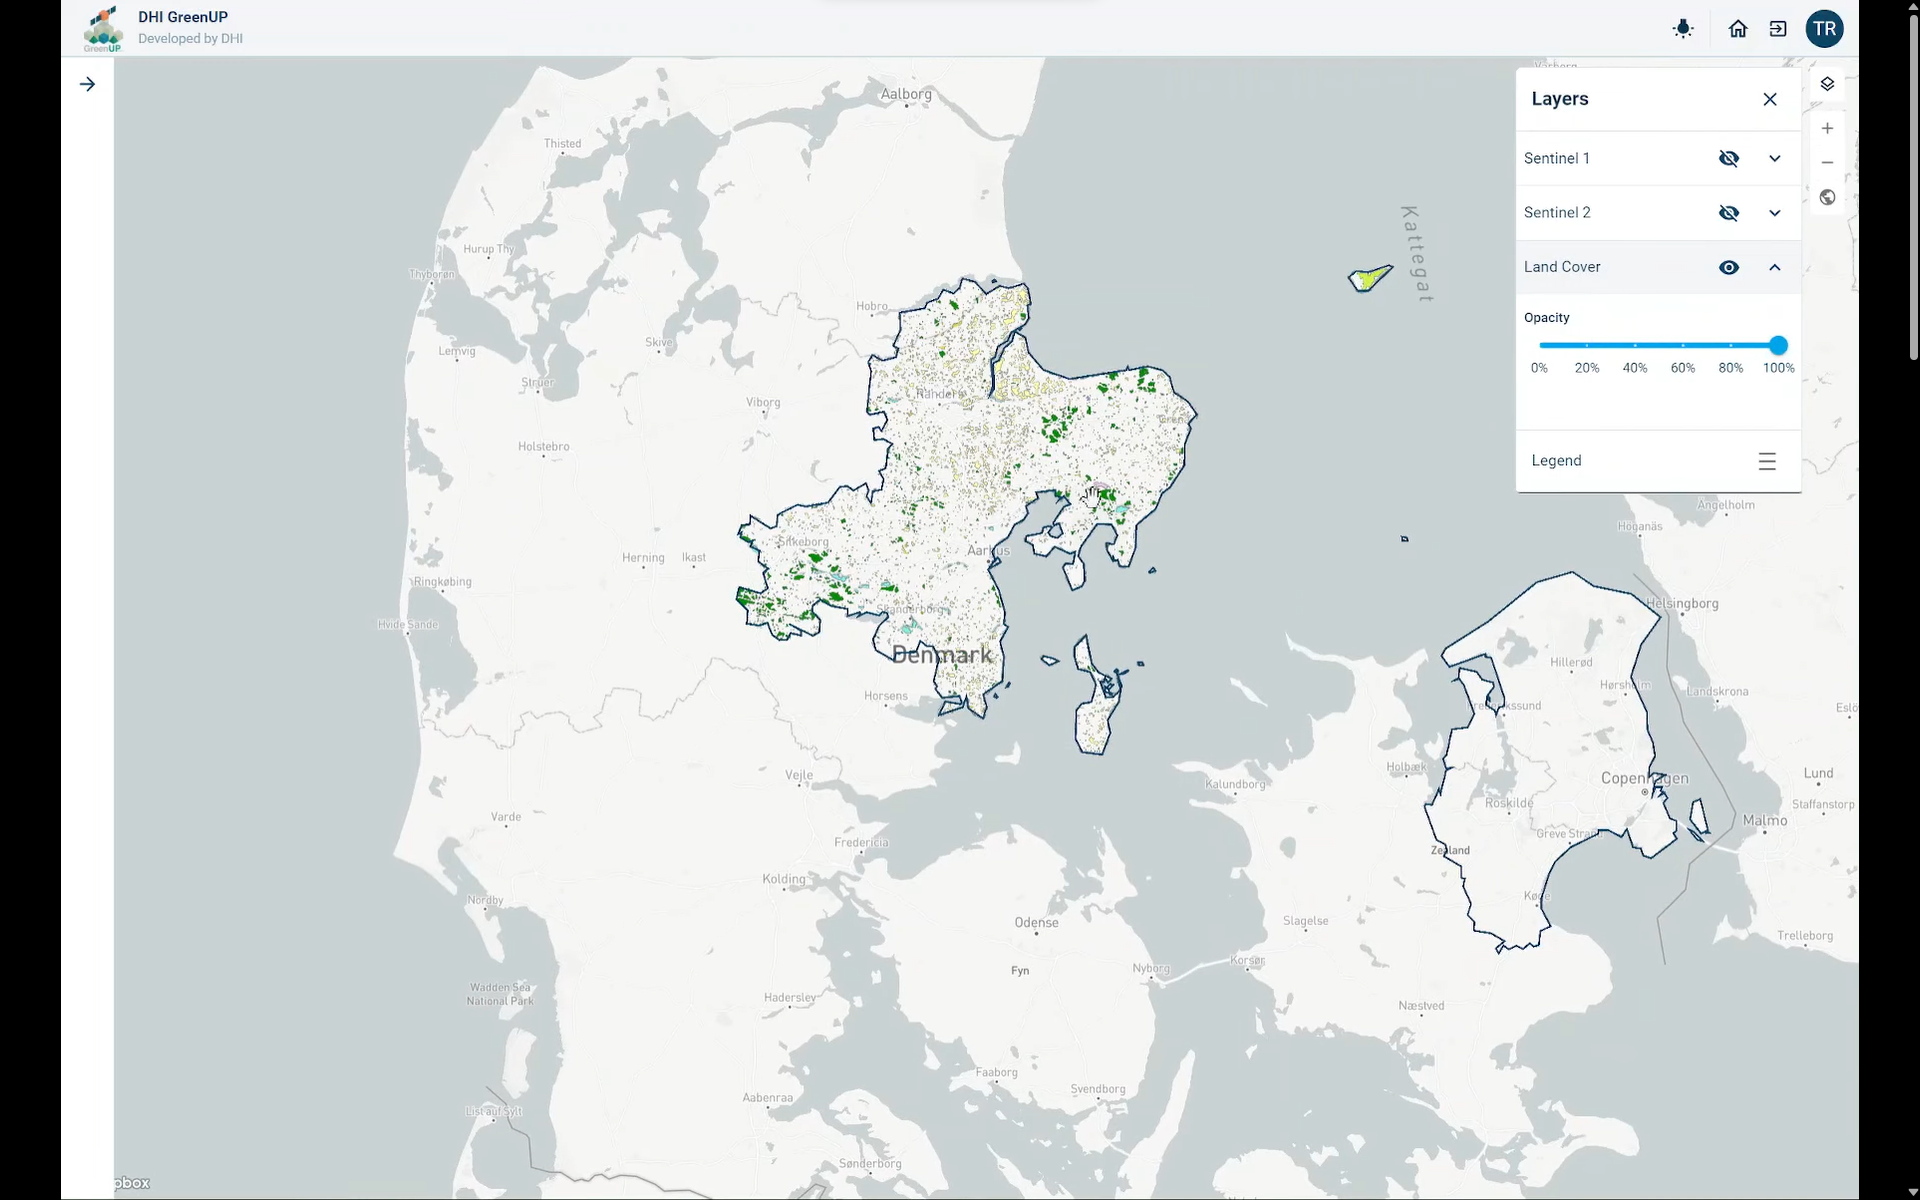 DHI GreenUP
Developed by DHI
GreenUP
TR
Layers
Sentinel 1
Sentinel 2
Land Cover
Opacity
0% 20% 40% 60% 80% 100%
Legend
Varberg
Aalborg
Thisted
Kattegat
Hurup Thy
Thyborøn
Hobro
Lemvig
Skive
Struer
Viborg
Randers
Holstebro
Ängelholm
Höganäs
Silkeborg
Aarhus
Herning
Ikast
Ringkøbing
Helsingborg
Skanderborg
Hvide Sande
Denmark
Hillerød
Hørsholm
Landskrona
Horsens
Frederikssund
Eslö
Holbæk
Vejle
Copenhagen
Lund
Kalundborg
Roskilde
Staffanstorp
Varde
Malmo
Greve Stran
Fredericia
Zealand
Kolding
Køge
Nordby
Odense
Slagelse
Trelleborg
Korsør
Nyborg
Fyn
Wadden Sea
National Park
Haderslev
Næstved
Faaborg
Svendborg
Aabenraa
List auf Sylt
Sønderborg
pbox